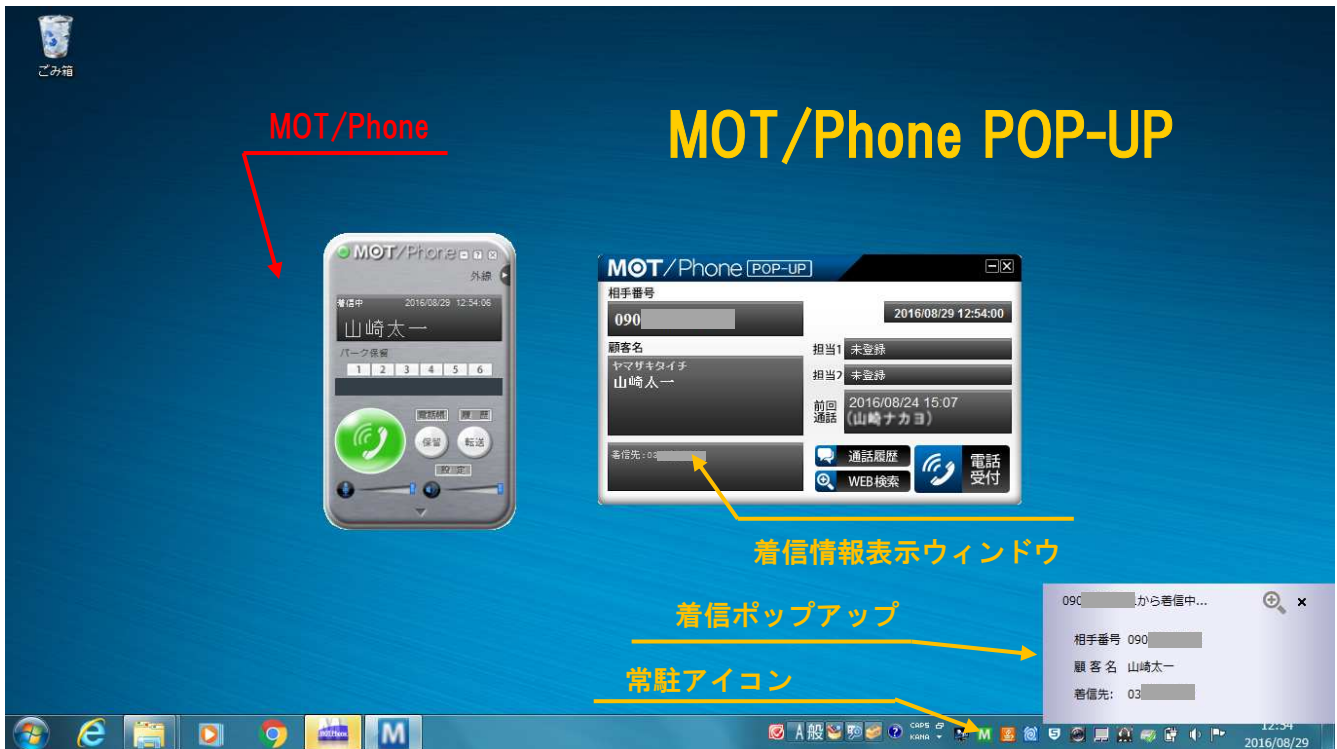 ごみ箱
MOT/Phone
MOT/Phone POP-UP
MOT/Phone
外線
着信中 2016/08/29 12:54:06
山崎太一
パーク保留
1 2 3 4 5 6
電話帳 履歴
保留 転送
設定
MOT/Phone POP-UP
相手番号
090
2016/08/29 12:54:00
顧客名
ヤマザキタイチ
山崎太一
担当1 未登録
担当2 未登録
前回通話 2016/08/24 15:07
(山崎ナカヨ)
着信先:03
通話履歴
WEB検索
電話受付
着信情報表示ウィンドウ
着信ポップアップ
常駐アイコン
090 から着信中...
相手番号 090
顧客名 山崎太一
着信先: 03
A 般
CAPS
KANA
12:54
2016/08/29